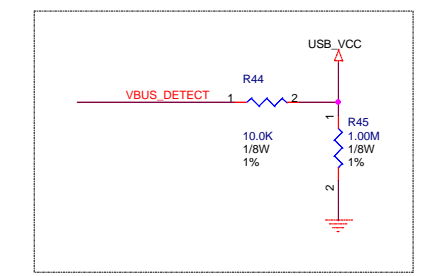 USB_VCC
R44
VBUS_DETECT
1
2
10.0K
1/8W
1%
1
R45
1.00M
1/8W
1%
2